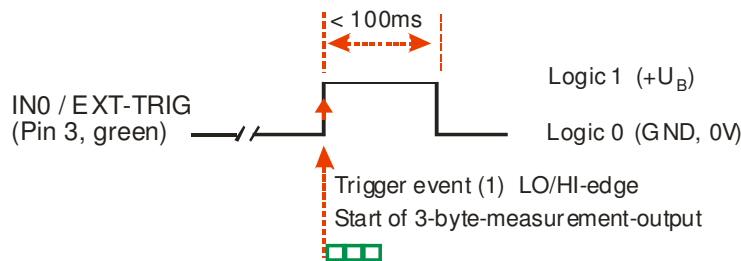 < 100ms
Logic 1 (+UB)
IN0 / EXT-TRIG
(Pin 3, green)
Logic 0 (GND, 0V)
Trigger event (1) LO/HI-edge
Start of 3-byte-measurement-output